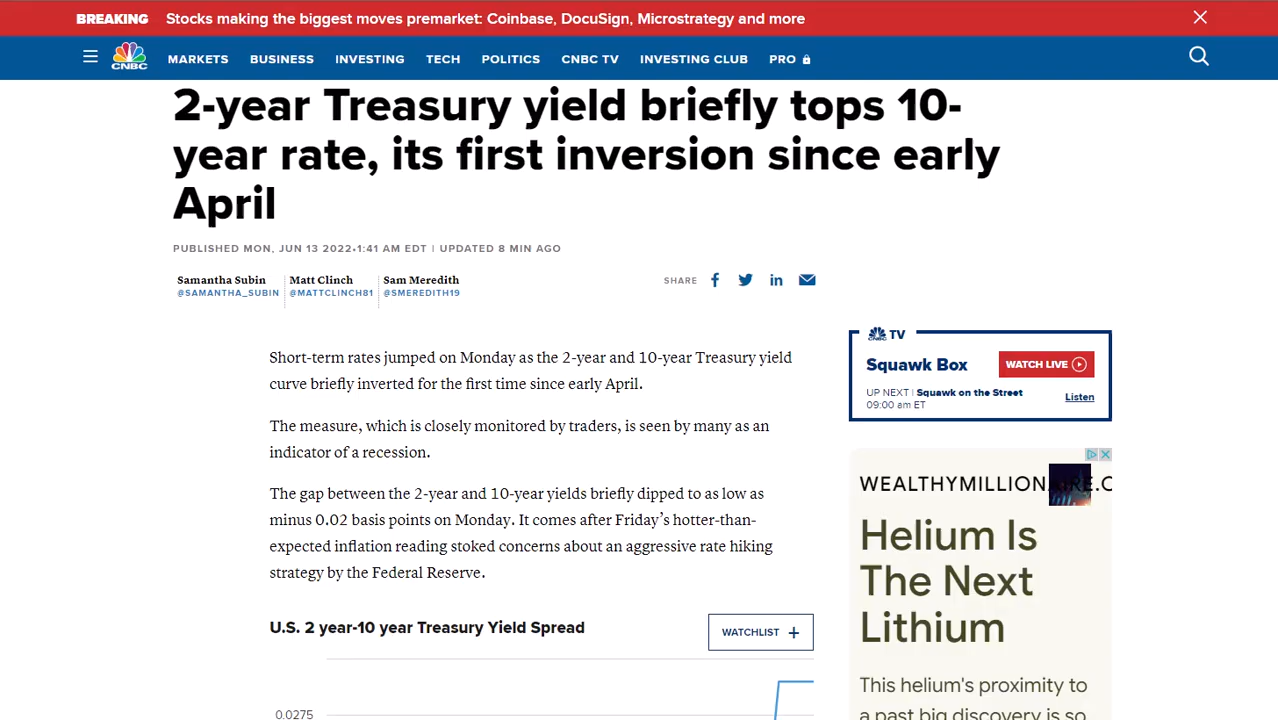 BREAKING Stocks making the biggest moves premarket: Coinbase, DocuSign, Microstrategy and more
CNBC
MARKETS BUSINESS INVESTING TECH POLITICS CNBC TV INVESTING CLUB PRO
2-year Treasury yield briefly tops 10-
year rate, its first inversion since early
April
PUBLISHED MON, JUN 13 2022•1:41 AM EDT | UPDATED 8 MIN AGO
Samantha Subin Matt Clinch Sam Meredith
@SAMANTHA_SUBIN @MATTCLINCH81 @SMEREDITH19
SHARE
Short-term rates jumped on Monday as the 2-year and 10-year Treasury yield
curve briefly inverted for the first time since early April.
The measure, which is closely monitored by traders, is seen by many as an
indicator of a recession.
The gap between the 2-year and 10-year yields briefly dipped to as low as
minus 0.02 basis points on Monday. It comes after Friday's hotter-than-
expected inflation reading stoked concerns about an aggressive rate hiking
strategy by the Federal Reserve.
U.S. 2 year-10 year Treasury Yield Spread
WATCHLIST +
0.0275
CNBC TV
Squawk Box
WATCH LIVE
UP NEXT | Squawk on the Street
09:00 am ET
Listen
Helium Is
The Next
Lithium
This helium's proximity to
a past big discovery is so